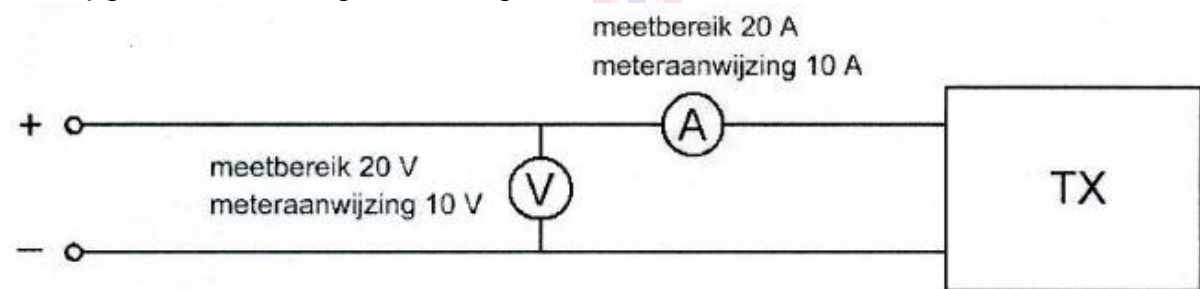 meetbereik 20 A
meteraanwijzing 10 A
+
A
meetbereik 20 V
meteraanwijzing 10 V
V
TX
−